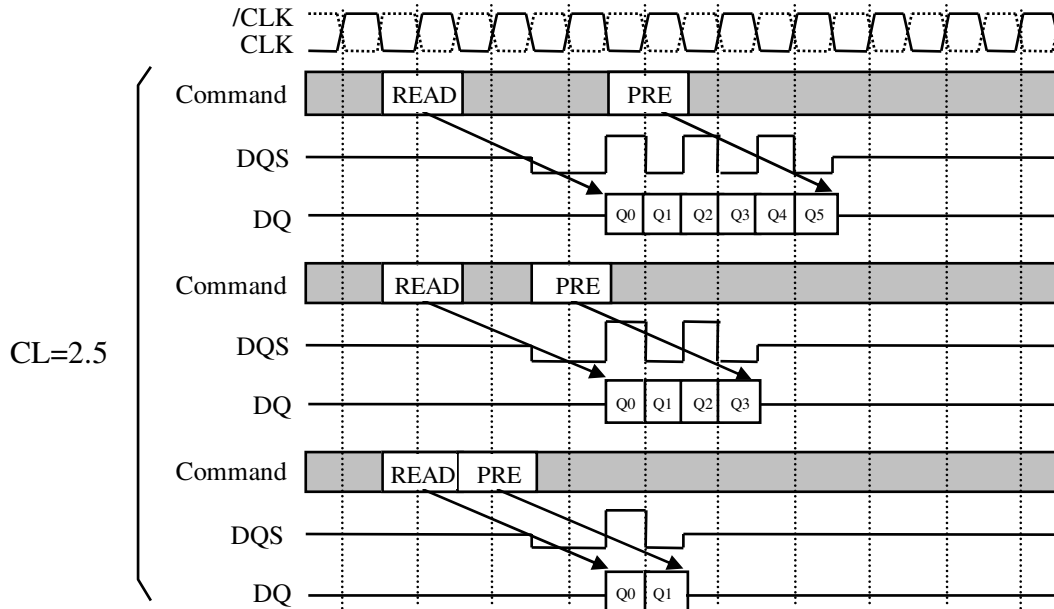 /CLK
CLK
Command READ PRE
DQS
DQ Q0 Q1 Q2 Q3 Q4 Q5
Command READ PRE
CL=2.5
DQS
DQ Q0 Q1 Q2 Q3
Command READ PRE
DQS
DQ Q0 Q1